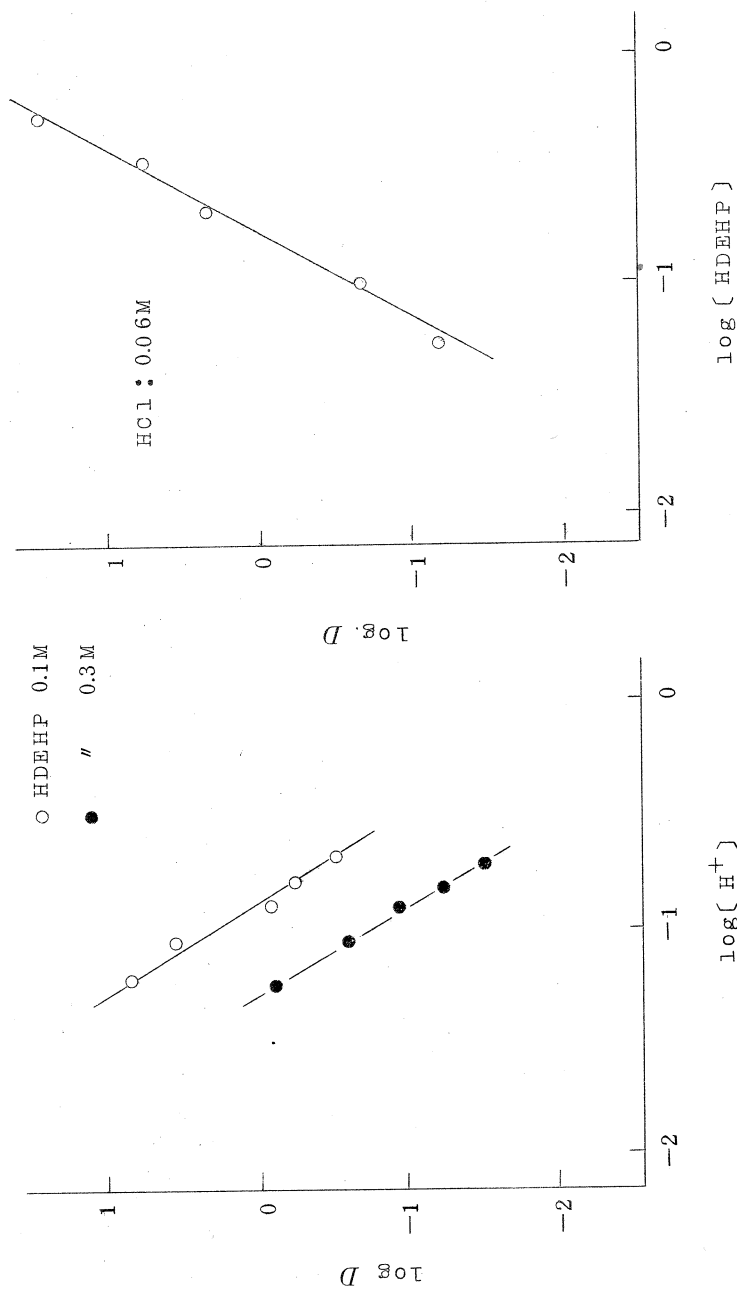 ○ HDEHP 0.1M
● 〃 0.3M
log D
1
0
−1
−2
−2
−1
0
log〔H+〕
HCl : 0.06M
log. D
1
0
−1
−2
−2
−1
0
log〔HDEHP〕